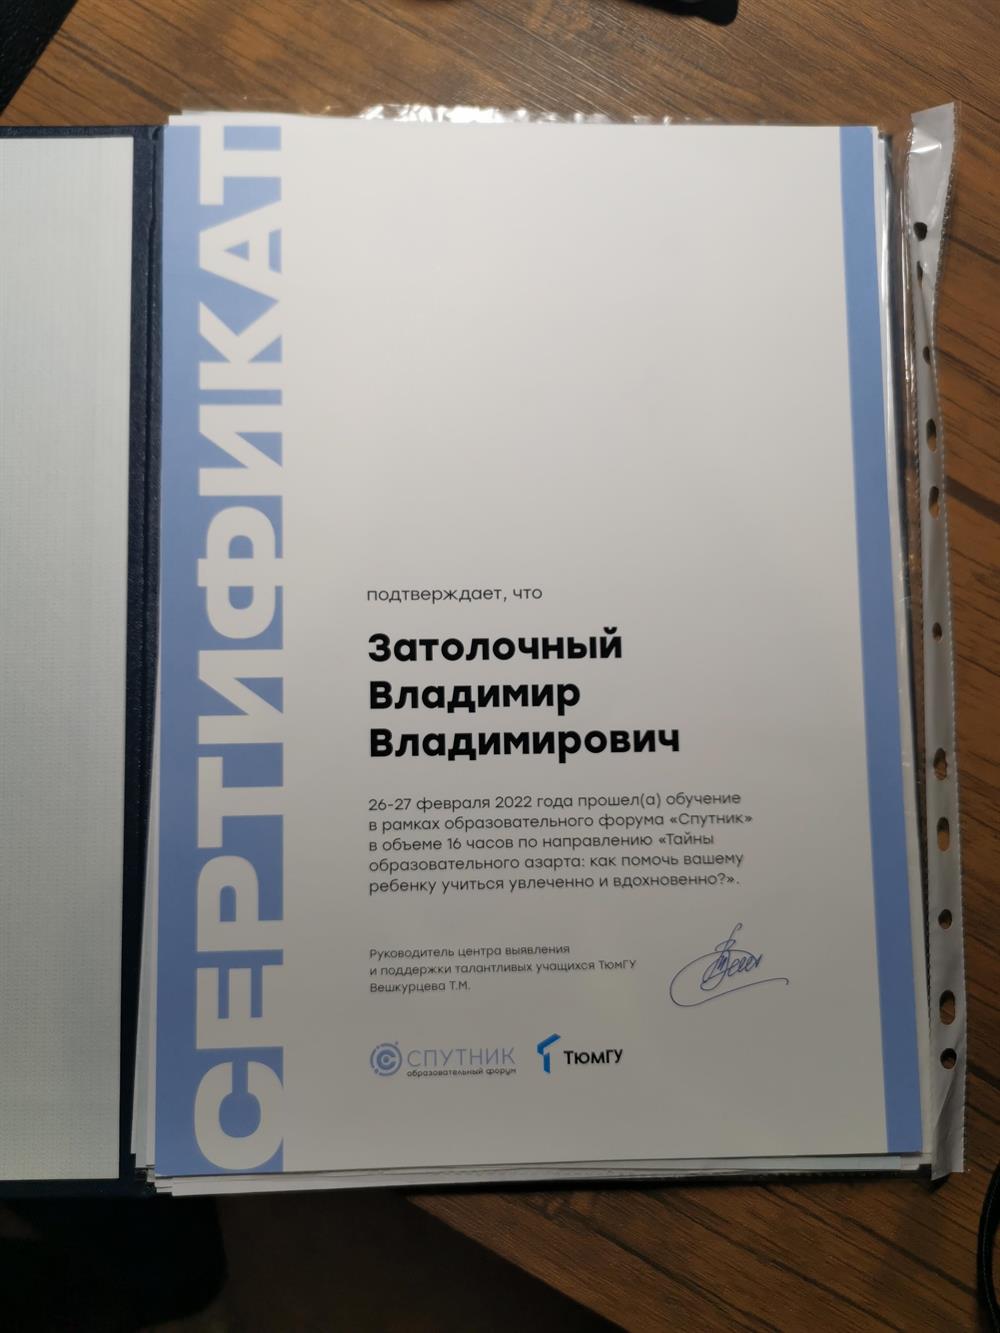 СЕРТИФИКАТ
подтверждает, что
Затолочный
Владимир
Владимирович
26-27 февраля 2022 года прошел(а) обучение
в рамках образовательного форума «Спутник»
в объеме 16 часов по направлению «Тайны
образовательного азарта: как помочь вашему
ребенку учиться увлеченно и вдохновенно?».
Руководитель центра выявления
и поддержки талантливых учащихся ТюмГУ
Вешкурцева Т.М.
СПУТНИК
образовательный форум
ТЮМГУ